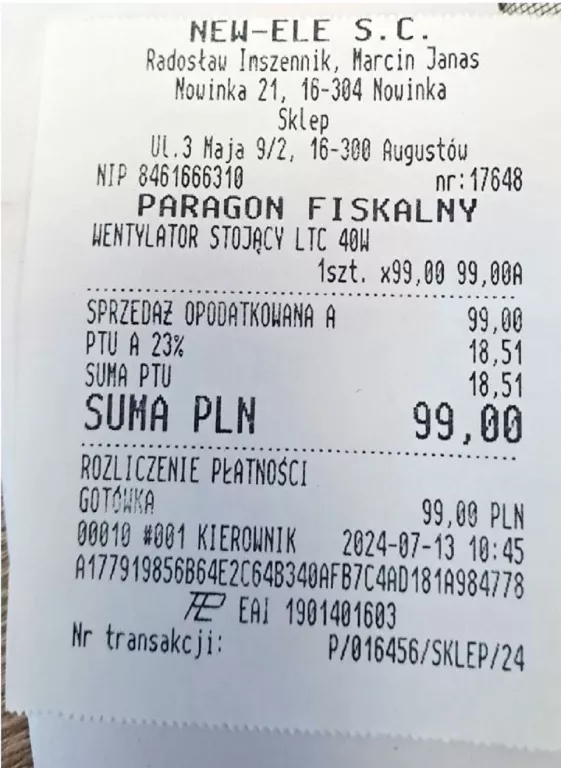 NEW-ELE S.C.
Radosław Imszennik, Marcin Janas
Nowinka 21, 16-304 Nowinka
Sklep
Ul.3 Maja 9/2, 16-300 Augustów
NIP 8461666310 nr:17648
PARAGON FISKALNY
WENTYLATOR STOJĄCY LTC 40W
1szt. x99,00 99,00A
SPRZEDAŻ OPODATKOWANA A 99,00
PTU A 23% 18,51
SUMA PTU 18,51
SUMA PLN 99,00
ROZLICZENIE PŁATNOŚCI
GOTÓWKA 99,00 PLN
00010 #001 KIEROWNIK 2024-07-13 10:45
A177919856B64E2C64B340AFB7C4AD181A984778
EAI 1901401603
Nr transakcji: P/016456/SKLEP/24